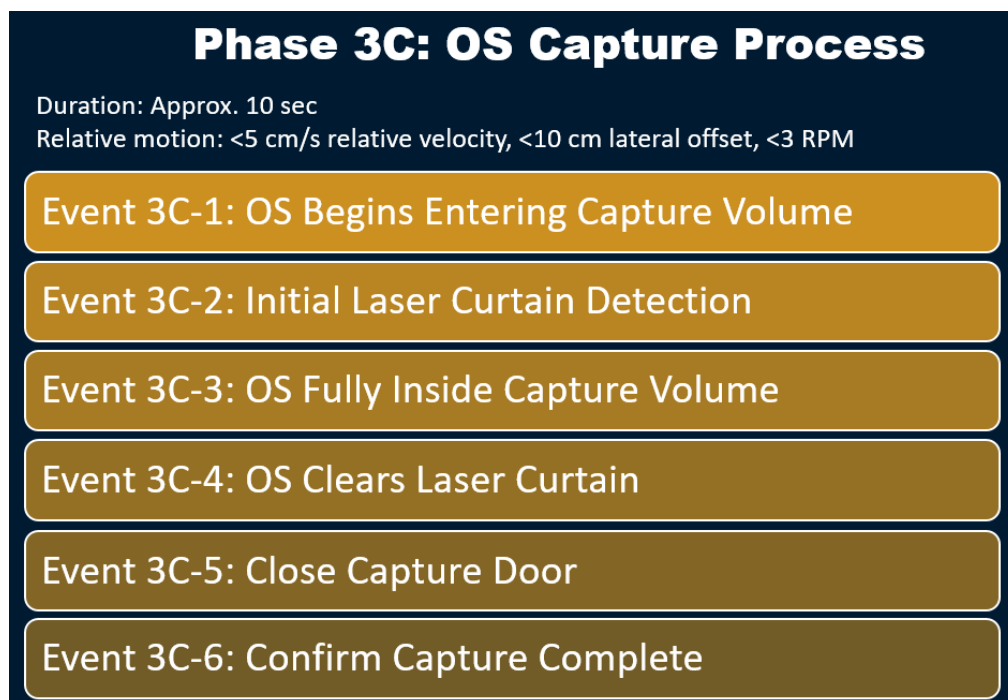 Phase 3C: OS Capture Process
Duration: Approx. 10 sec
Relative motion: <5 cm/s relative velocity, <10 cm lateral offset, <3 RPM
Event 3C-1: OS Begins Entering Capture Volume
Event 3C-2: Initial Laser Curtain Detection
Event 3C-3: OS Fully Inside Capture Volume
Event 3C-4: OS Clears Laser Curtain
Event 3C-5: Close Capture Door
Event 3C-6: Confirm Capture Complete